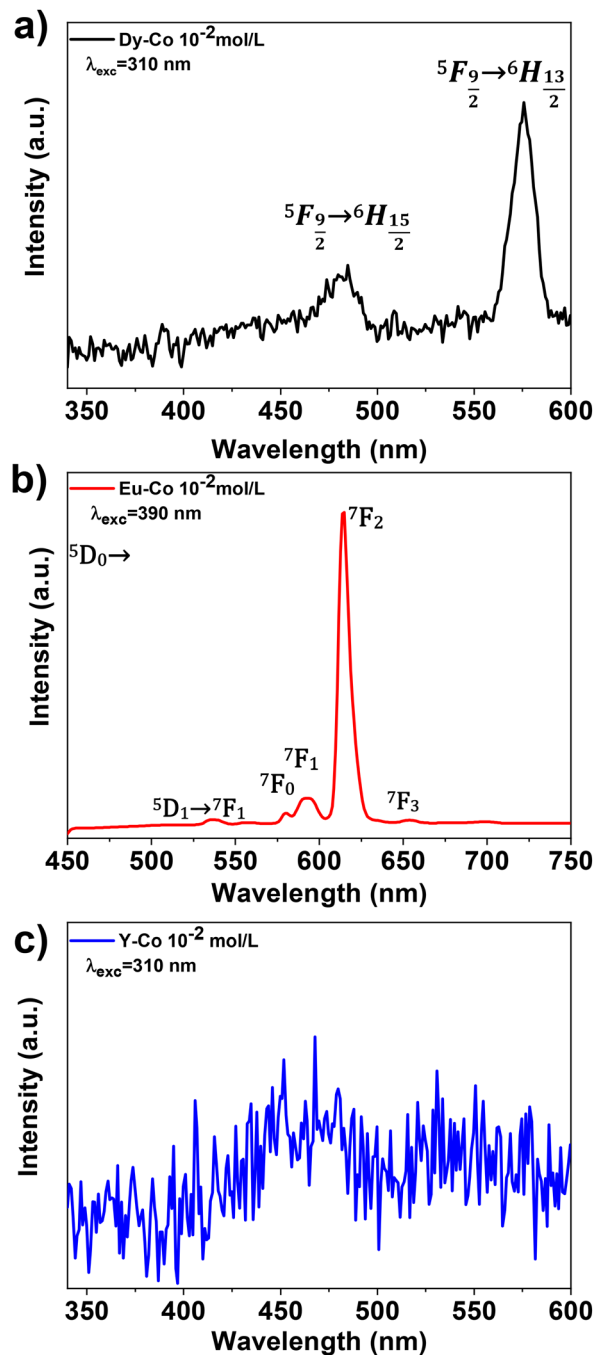 a)
Dy-Co 10⁻²mol/L
λexc=310 nm
⁵F9/2→⁶H13/2
⁵F9/2→⁶H15/2
Intensity (a.u.)
350 400 450 500 550 600
Wavelength (nm)
b)
Eu-Co 10⁻²mol/L
λexc=390 nm
⁷F₂
⁵D₀→
Intensity (a.u.)
⁷F₁
⁷F₀
⁵D₁→⁷F₁
⁷F₃
450 500 550 600 650 700 750
Wavelength (nm)
c)
Y-Co 10⁻² mol/L
λexc=310 nm
Intensity (a.u.)
350 400 450 500 550 600
Wavelength (nm)